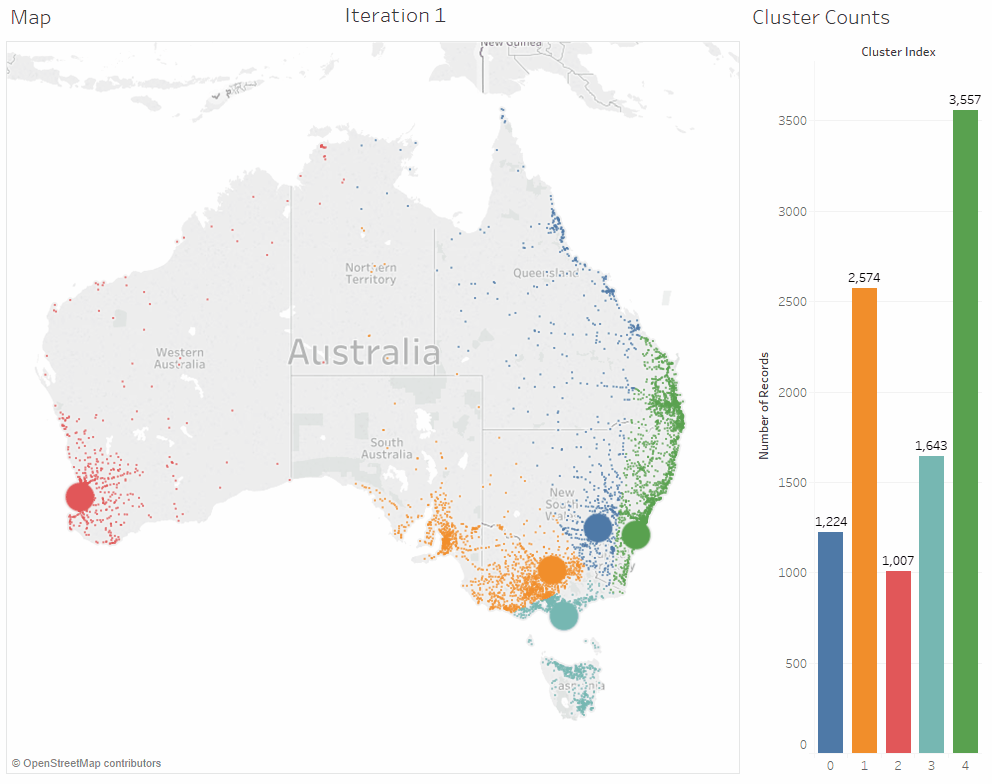 Map
Iteration 1
Cluster Counts
New Guinea
Cluster Index
3,557
3500
3000
2,574
Northern
Territory
Queensland
2500
Western
Australia
Australia
Number of Records
2000
South
Australia
1,643
New
South
Wal
1500
1,224
1,007
1000
500
asmania
0
0 1 2 3 4
© OpenStreetMap contributors